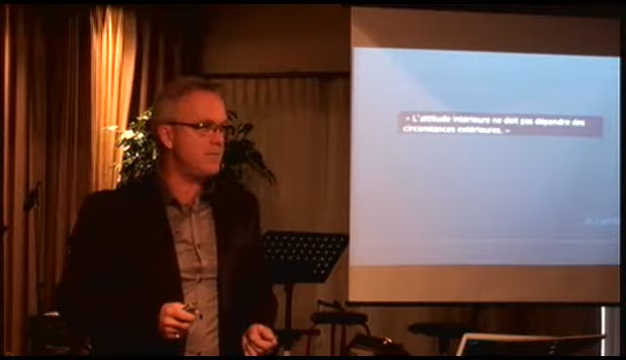 « L'attitude intérieure ne doit pas dépendre des
circonstances extérieures. »